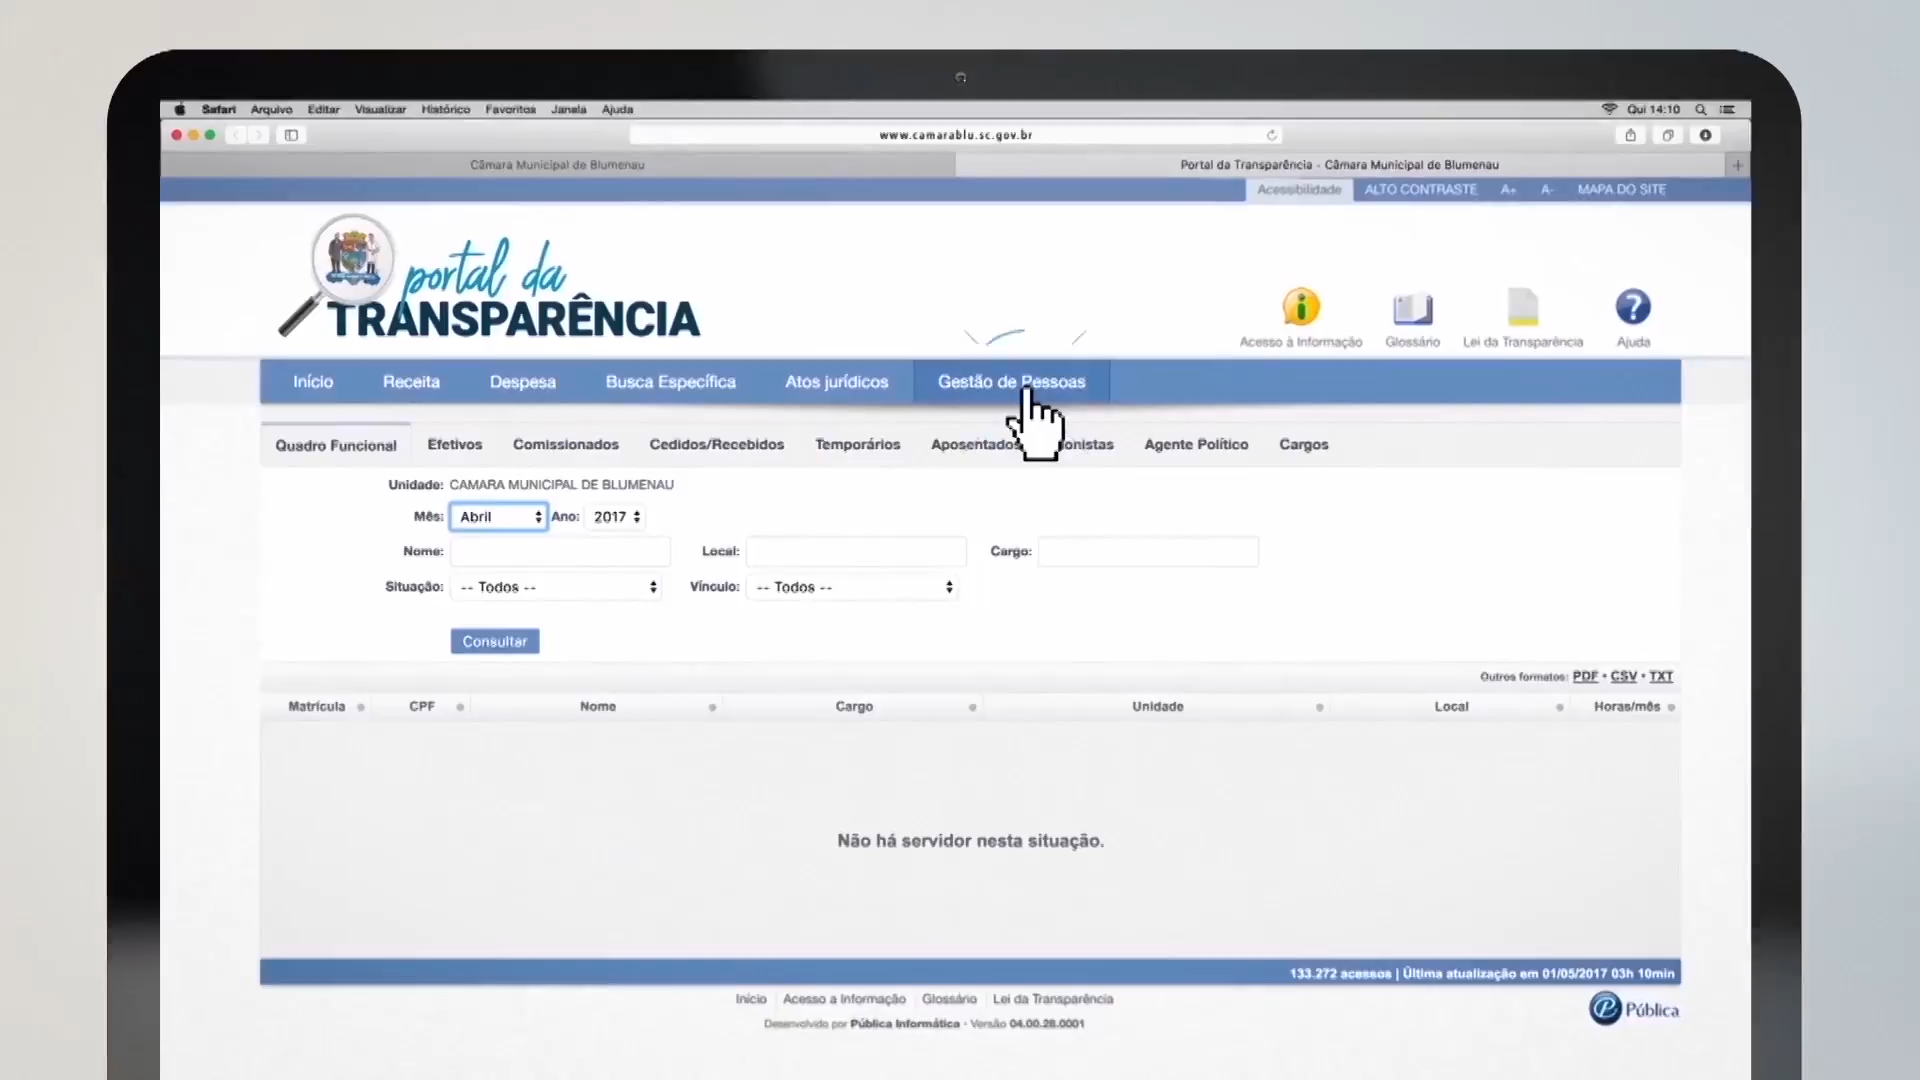 Safari Arquivo Editar Visualizar Histórico Favoritos Janela Ajuda Qui 14:10
www.camarablu.sc.gov.br
Câmara Municipal de Blumenau Portal da Transparência - Câmara Municipal de Blumenau
Acessibilidade ALTO CONTRASTE A+ A- MAPA DO SITE
portal da
TRANSPARÊNCIA
Acesso à Informação Glossário Lei da Transparência Ajuda
Início Receita Despesa Busca Específica Atos jurídicos Gestão de Pessoas
Quadro Funcional Efetivos Comissionados Cedidos/Recebidos Temporários Aposentados Agente Político Cargos
Unidade: CAMARA MUNICIPAL DE BLUMENAU
Mês: Abril Ano: 2017
Nome: Local: Cargo:
Situação: -- Todos -- Vínculo: -- Todos --
Consultar
Outros formatos: PDF • CSV • TXT
Matrícula CPF Nome Cargo Unidade Local Horas/mês
Não há servidor nesta situação.
133.272 acessos | Última atualização em 01/05/2017 03h 10min
Início Acesso a Informação Glossário Lei da Transparência
Desenvolvido por Pública Informática - Versão 04.00.28.0001
Pública